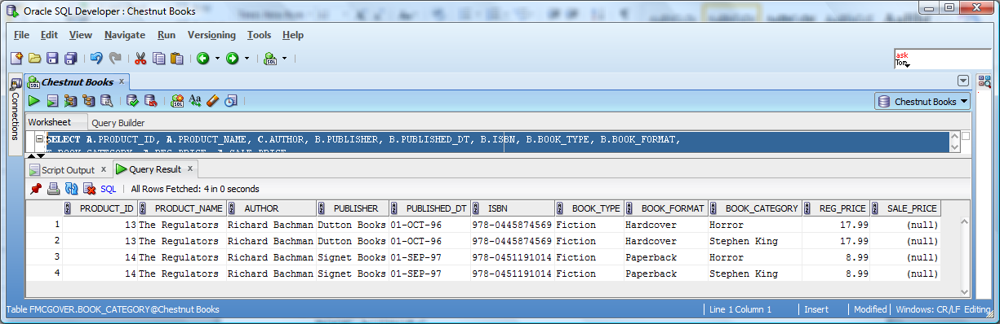 Oracle SQL Developer : Chestnut Books
File Edit View Navigate Run Versioning Tools Help
ask
Tom
Connections
Chestnut Books
Chestnut Books
Worksheet Query Builder
SELECT A.PRODUCT_ID, A.PRODUCT_NAME, C.AUTHOR, B.PUBLISHER, B.PUBLISHED_DT, B.ISBN, B.BOOK_TYPE, B.BOOK_FORMAT,
Script Output Query Result
SQL All Rows Fetched: 4 in 0 seconds
PRODUCT_ID PRODUCT_NAME AUTHOR PUBLISHER PUBLISHED_DT ISBN BOOK_TYPE BOOK_FORMAT BOOK_CATEGORY REG_PRICE SALE_PRICE
1 13 The Regulators Richard Bachman Dutton Books 01-OCT-96 978-0445874569 Fiction Hardcover Horror 17.99 (null)
2 13 The Regulators Richard Bachman Dutton Books 01-OCT-96 978-0445874569 Fiction Hardcover Stephen King 17.99 (null)
3 14 The Regulators Richard Bachman Signet Books 01-SEP-97 978-0451191014 Fiction Paperback Horror 8.99 (null)
4 14 The Regulators Richard Bachman Signet Books 01-SEP-97 978-0451191014 Fiction Paperback Stephen King 8.99 (null)
Table FMCGOVER.BOOK_CATEGORY@Chestnut Books Line 1 Column 1 Insert Modified Windows: CR/LF Editing